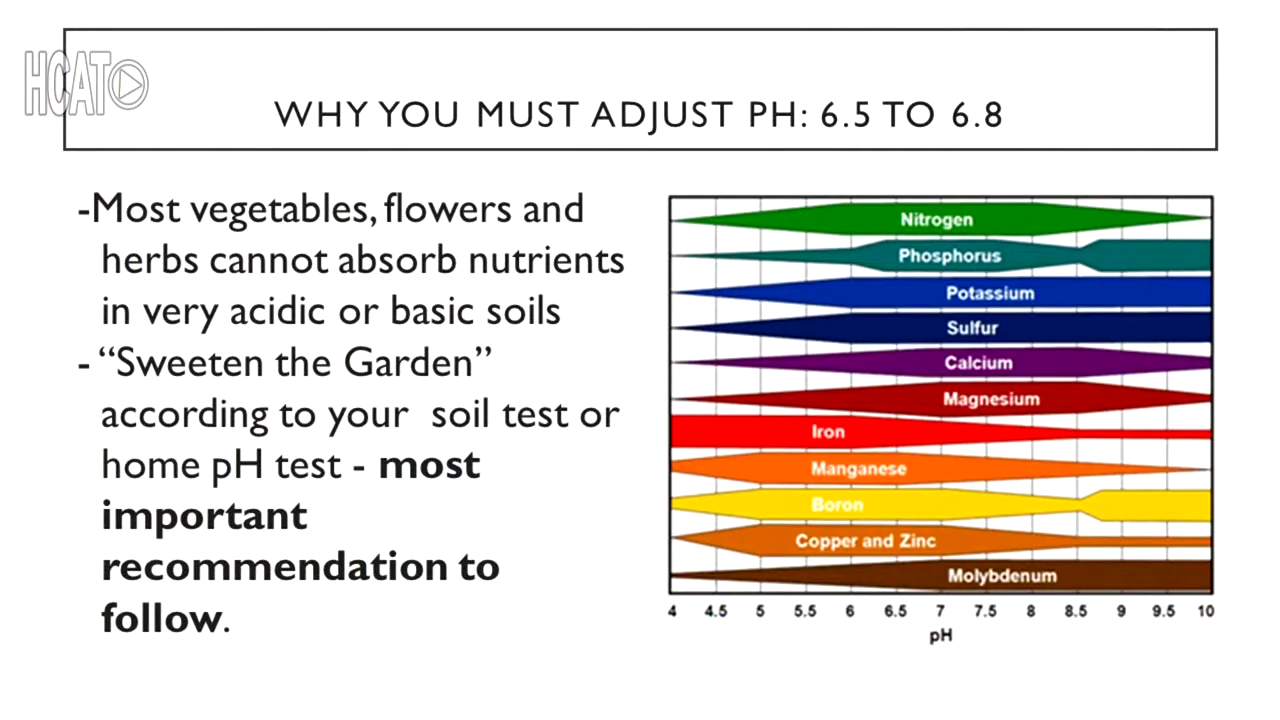 HCAT
WHY YOU MUST ADJUST PH: 6.5 TO 6.8
-Most vegetables, flowers and
herbs cannot absorb nutrients
in very acidic or basic soils
- “Sweeten the Garden”
according to your soil test or
home pH test - most
important
recommendation to
follow.
Nitrogen
Phosphorus
Potassium
Sulfur
Calcium
Magnesium
Iron
Manganese
Boron
Copper and Zinc
Molybdenum
4 4.5 5 5.5 6 6.5 7 7.5 8 8.5 9 9.5 10
pH